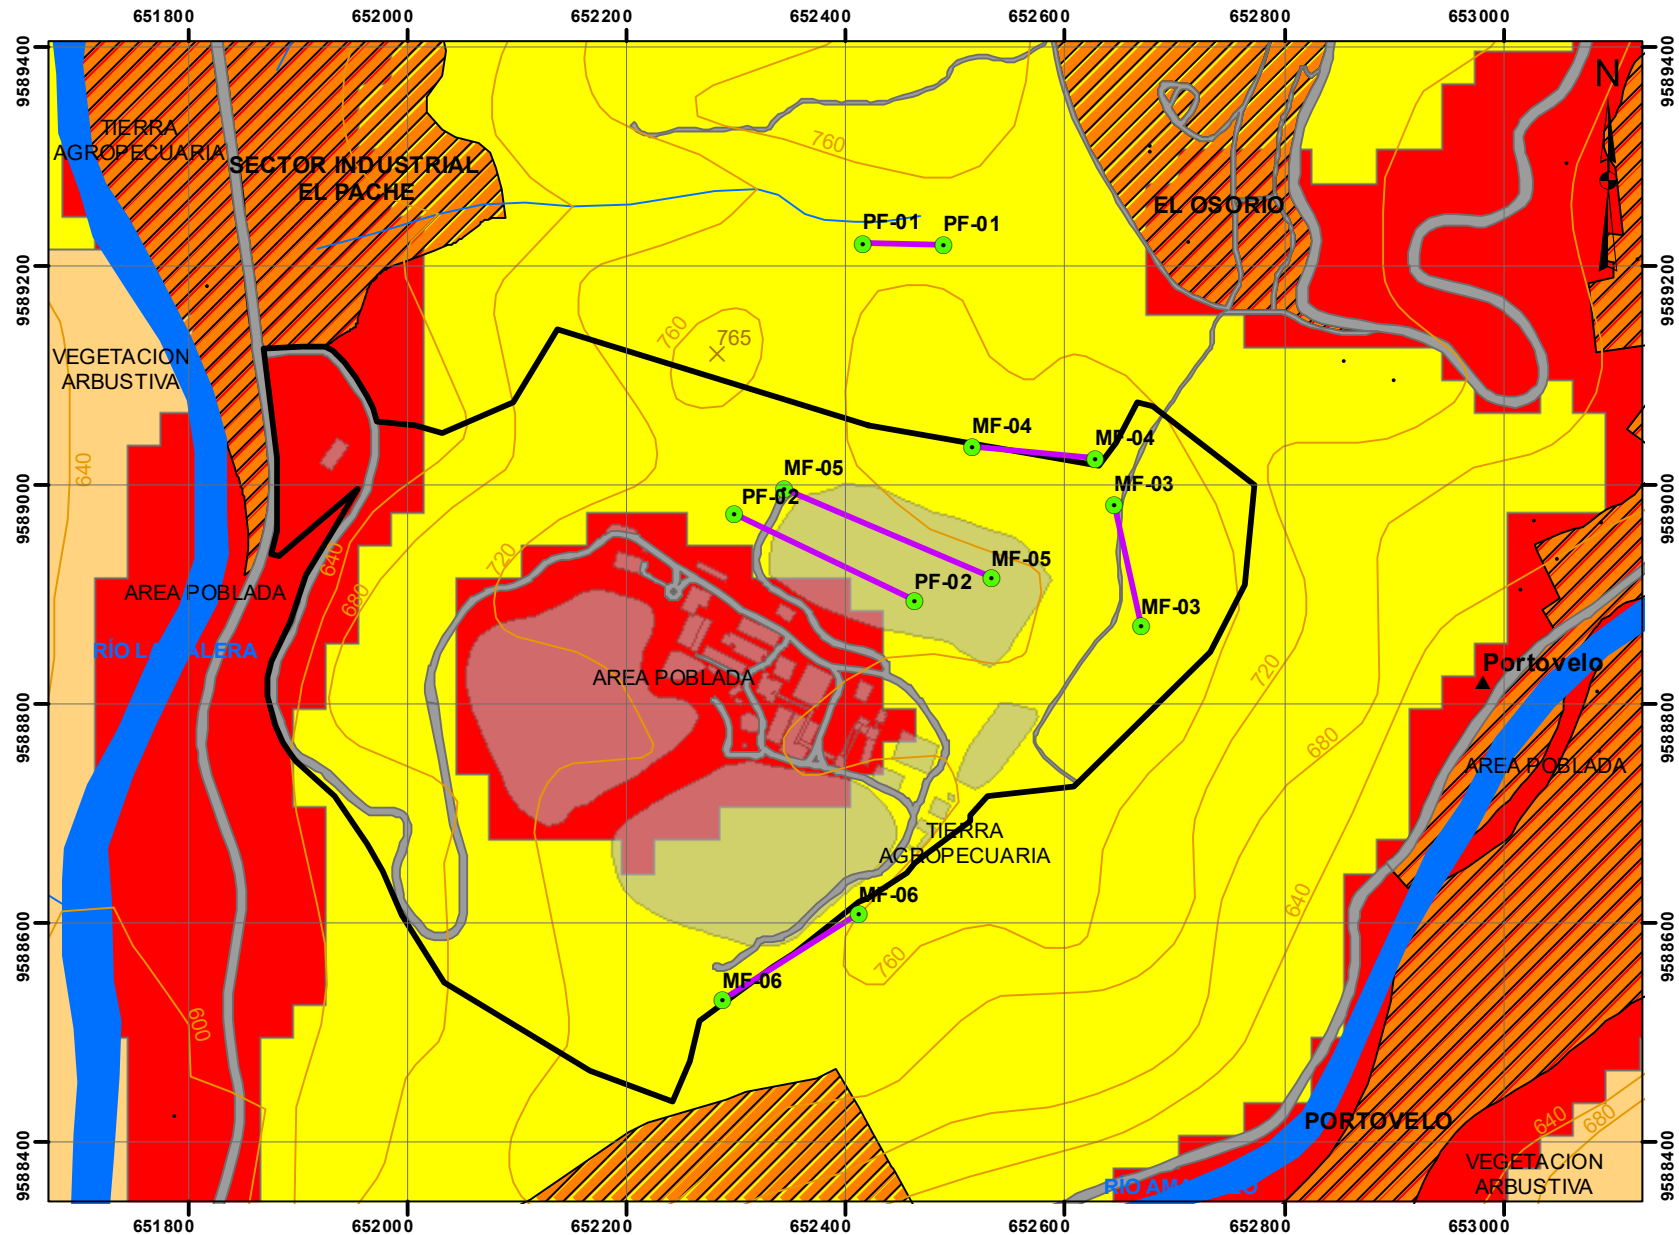 651800 652000 652200 652400 652600 652800 653000
9589400 9589400
N
TIERRA
AGROPECUARIA
SECTOR INDUSTRIAL
EL PACHE
760
EL OSORIO
PF-01 PF-01
9589200 9589200
760
765
VEGETACION
ARBUSTIVA
MF-04 MF-04
640
MF-05
MF-03
PF-02
9589000 9589000
720
640
MF-05
PF-02
680
AREA POBLADA
MF-03
RÍO LA CALERA
AREA POBLADA
720
Portovelo
9588800 9588800
680
AREA POBLADA
TIERRA
AGROPECUARIA
MF-06
640
9588600 9588600
760
MF-06
600
PORTOVELO
640
680
9588400 9588400
VEGETACION
ARBUSTIVA
RÍO
651800 652000 652200 652400 652600 652800 653000